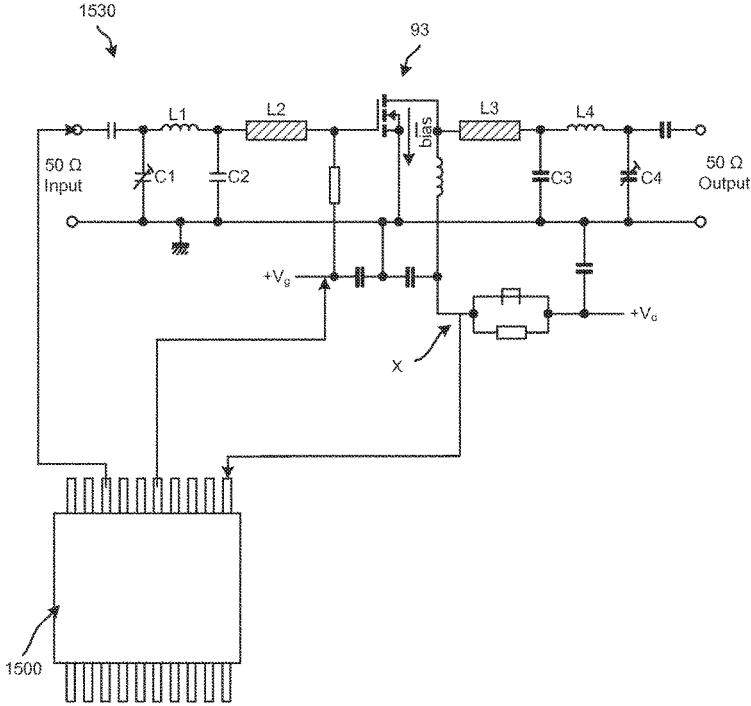 1530
93
L1
L2
I
bias
L3
L4
50 Ω
Input
C1
C2
C3
C4
50 Ω
Output
+Vg
+Vd
X
1500